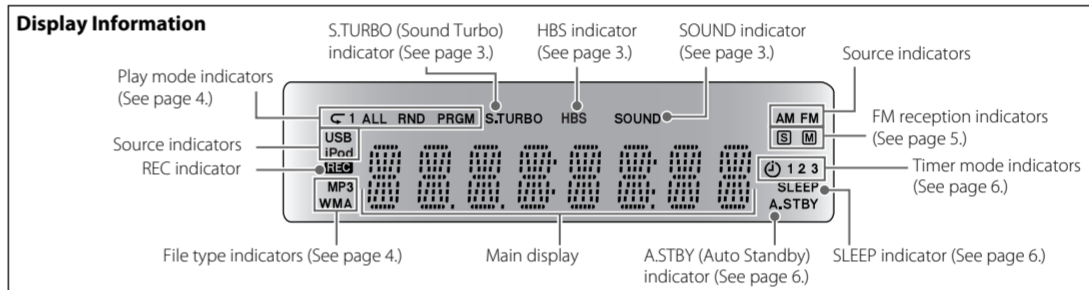 Display Information
S.TURBO (Sound Turbo)
indicator (See page 3.)
HBS indicator
(See page 3.)
SOUND indicator
(See page 3.)
Source indicators
Play mode indicators
(See page 4.)
1 ALL RND PRGM S.TURBO HBS SOUND
AM FM
FM reception indicators
(See page 5.)
S M
USB
iPod
Source indicators
REC
REC indicator
1 2 3
Timer mode indicators
(See page 6.)
MP3
WMA
SLEEP
A.STBY
File type indicators (See page 4.)
Main display
A.STBY (Auto Standby)
indicator (See page 6.)
SLEEP indicator (See page 6.)